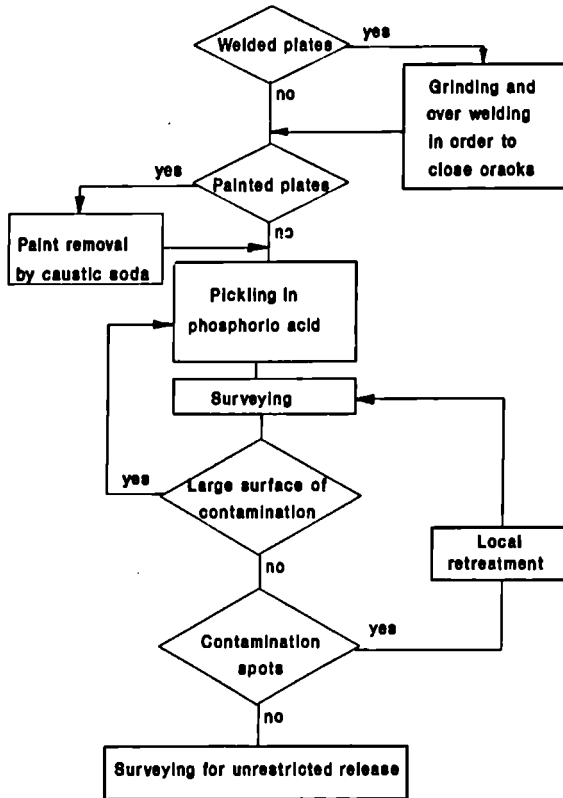 Welded plates
yes
Grinding and
over welding
in order to
close oracks
no
yes
Painted plates
Paint removal
by caustic soda
no
Pickling in
phosphorio acid
Surveying
yes
Large surface of
contamination
Local
retreatment
no
Contamination
spots
yes
no
Surveying for unrestricted release